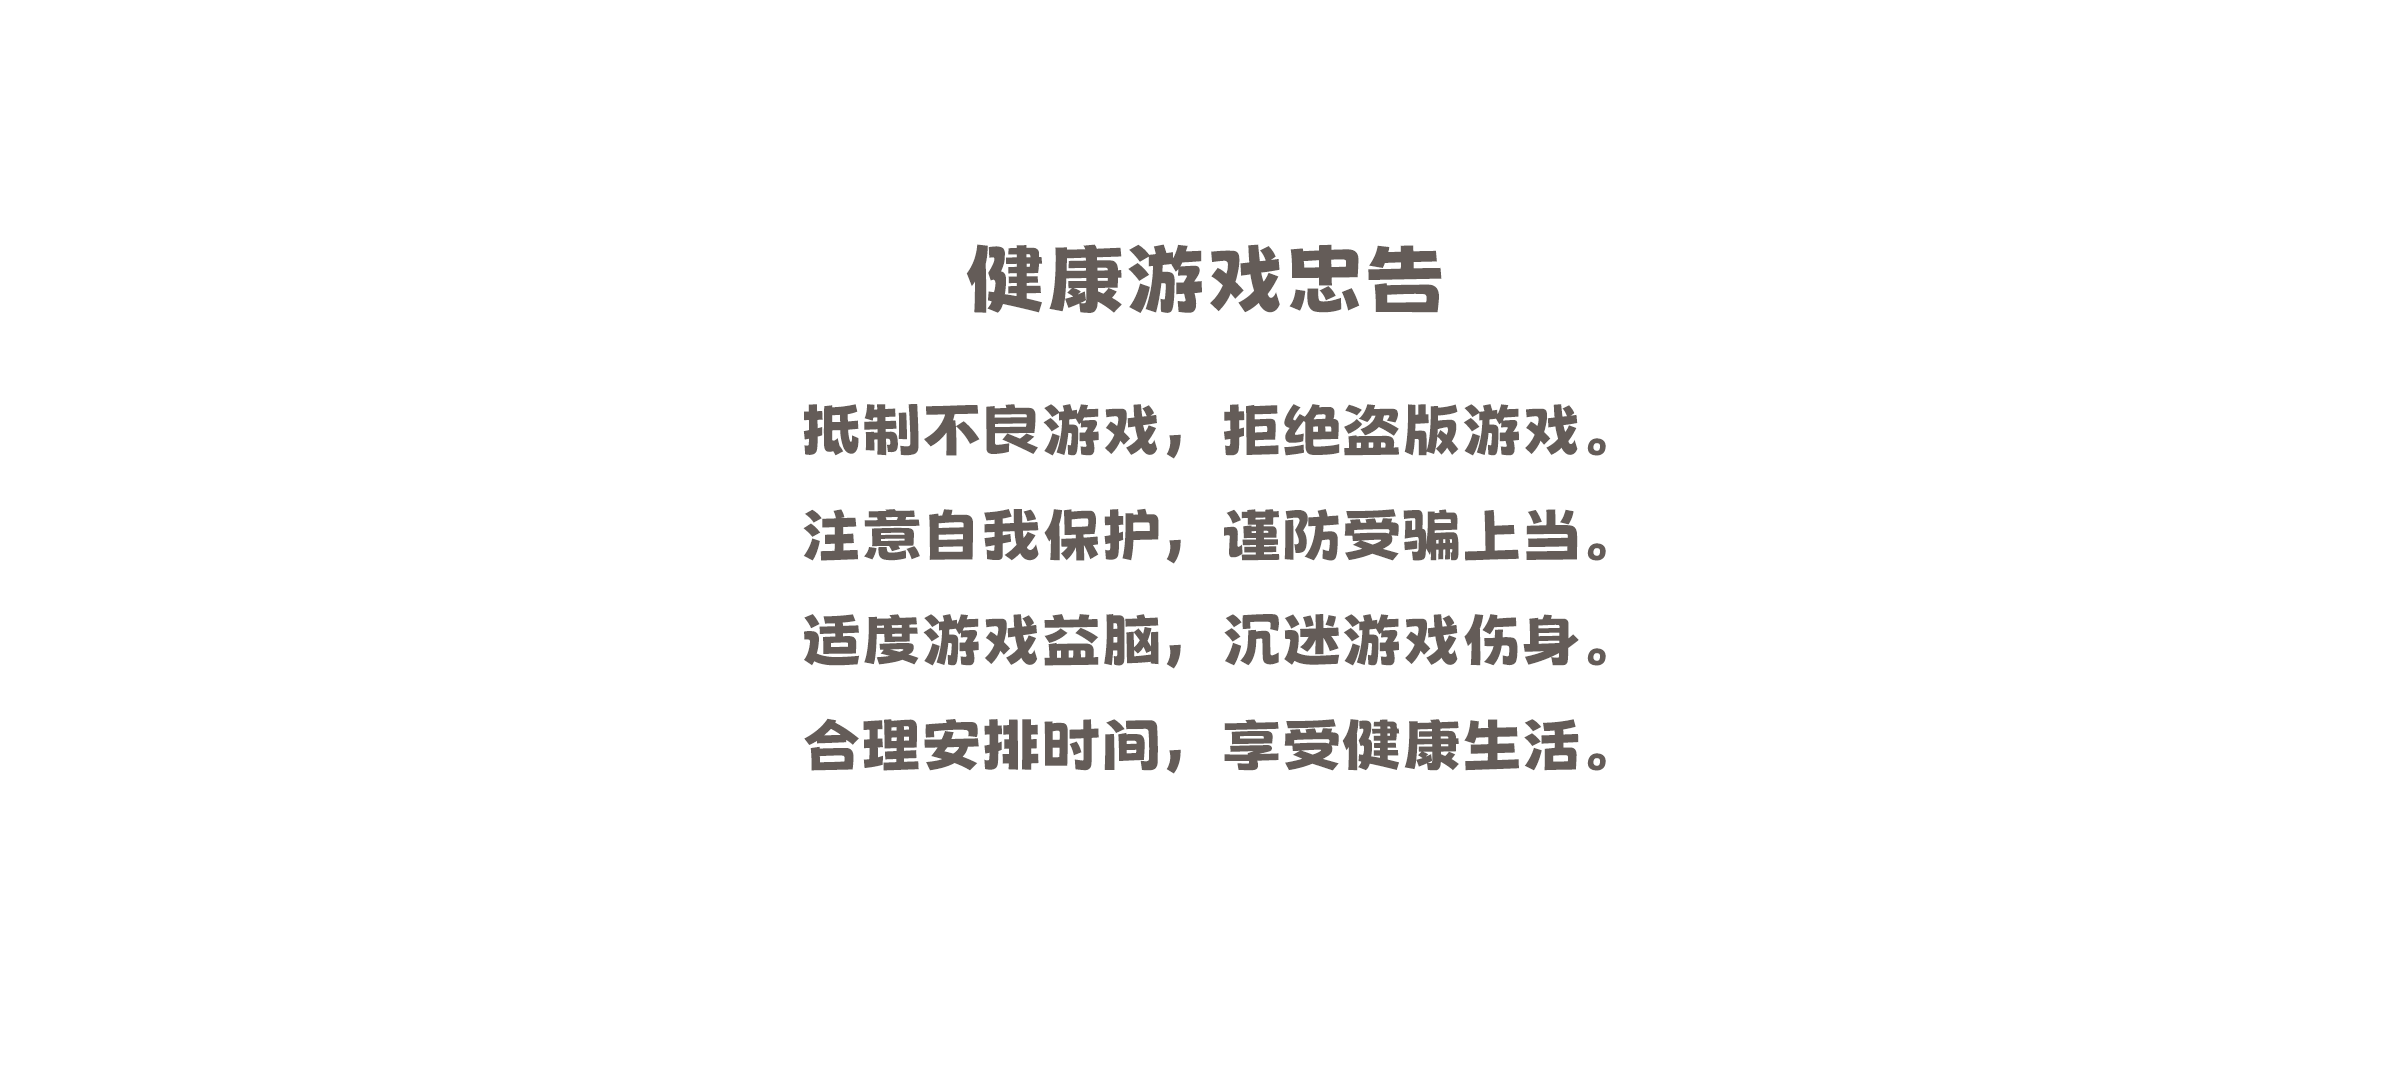 健康游戏忠告
抵制不良游戏，拒绝盗版游戏。
注意自我保护，谨防受骗上当。
适度游戏益脑，沉迷游戏伤身。
合理安排时间，享受健康生活。